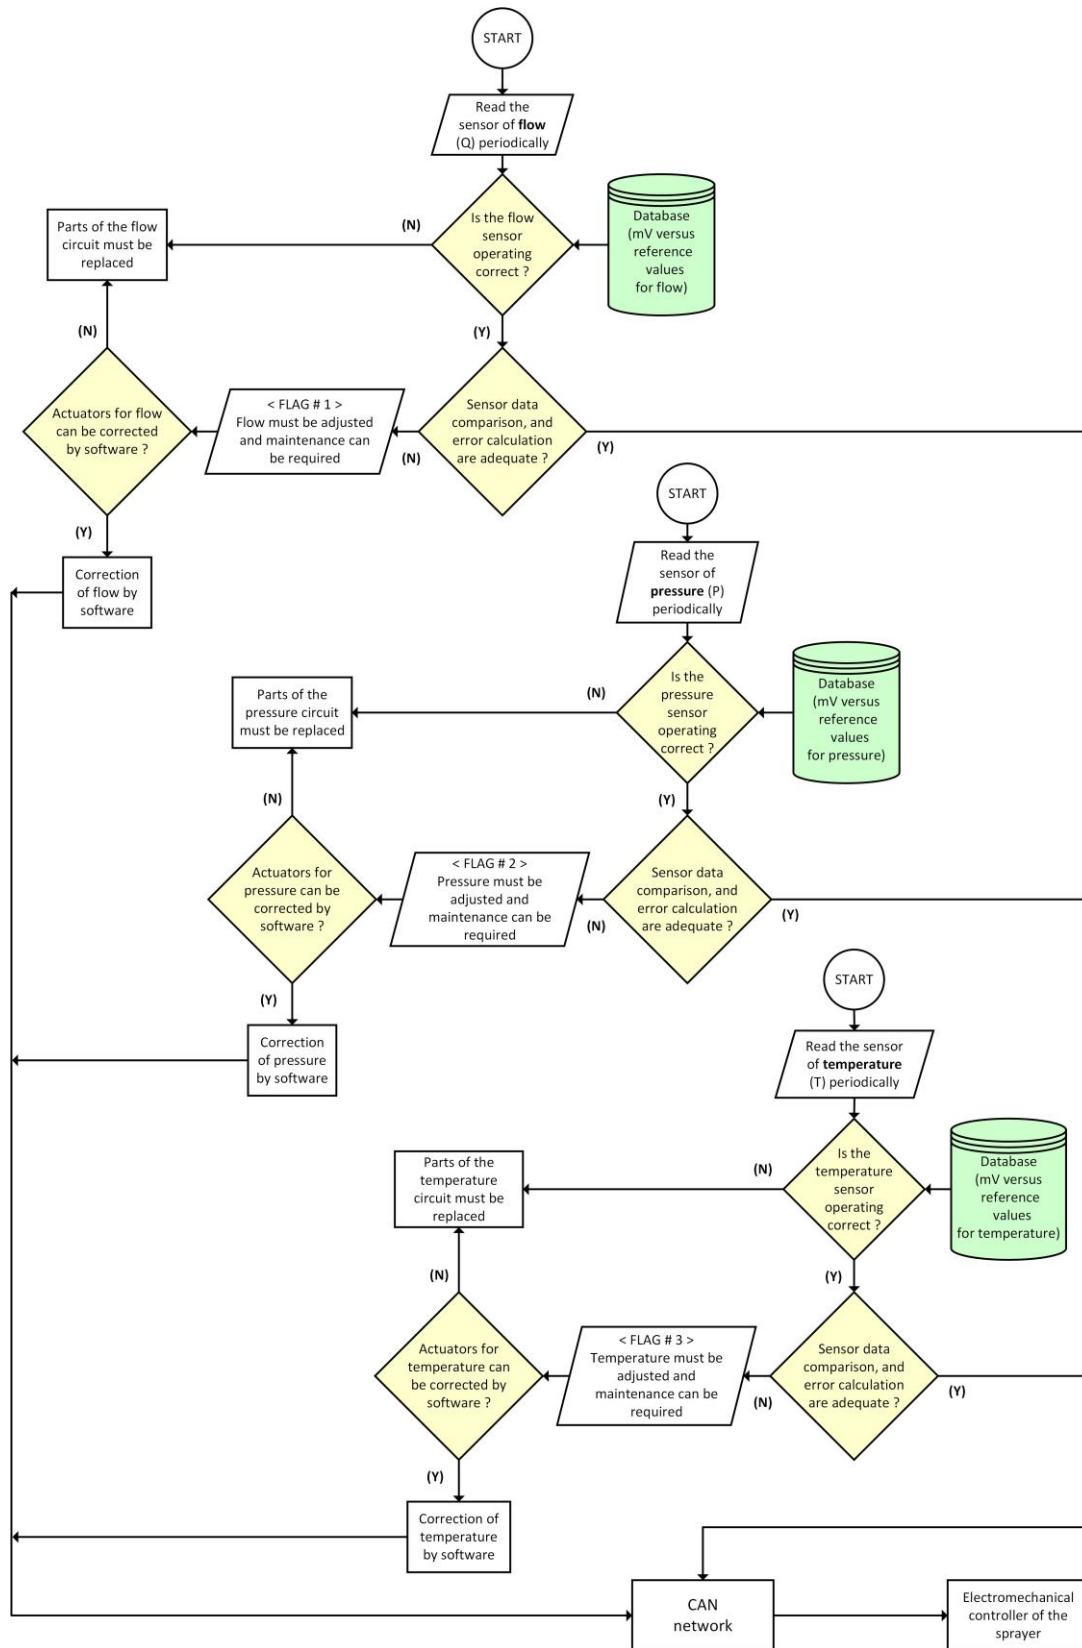 START
Read the
sensor of flow
(Q) periodically
Is the flow
sensor
operating
correct ?
Database
(mV versus
reference
values
for flow)
(N)
Parts of the flow
circuit must be
replaced
(Y)
(N)
Actuators for flow
can be corrected
by software ?
< FLAG # 1 >
Flow must be adjusted
and maintenance can
be required
(N)
Sensor data
comparison, and
error calculation
are adequate ?
(Y)
(Y)
Correction
of flow by
software
START
Read the
sensor of
pressure (P)
periodically
Is the
pressure
sensor
operating
correct ?
Database
(mV versus
reference
values
for pressure)
(N)
Parts of the
pressure circuit
must be replaced
(Y)
(N)
Actuators for
pressure can be
corrected by
software ?
< FLAG # 2 >
Pressure must be
adjusted and
maintenance can be
required
(N)
Sensor data
comparison, and
error calculation
are adequate ?
(Y)
(Y)
Correction
of pressure
by software
START
Read the sensor
of temperature
(T) periodically
Is the
temperature
sensor
operating
correct ?
Database
(mV versus
reference
values
for temperature)
(N)
Parts of the
temperature
circuit must be
replaced
(Y)
(N)
Actuators for
temperature can
be corrected by
software ?
< FLAG # 3 >
Temperature must be
adjusted and
maintenance can be
required
(N)
Sensor data
comparison, and
error calculation
are adequate ?
(Y)
(Y)
Correction of
temperature
by software
CAN
network
Electromechanical
controller of the
sprayer